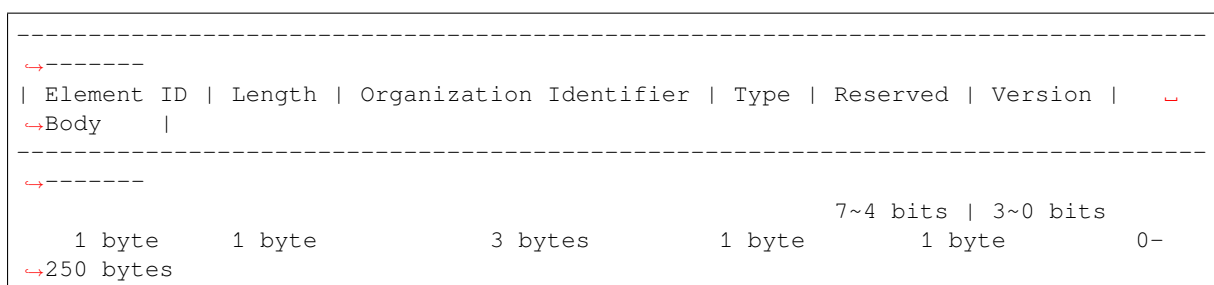 -----------------------------------------------------------------------------------
↪-------
| Element ID | Length | Organization Identifier | Type | Reserved | Version |   ␣
↪Body    |
-----------------------------------------------------------------------------------
↪-------
                                                         7~4 bits | 3~0 bits
    1 byte    1 byte            3 bytes         1 byte       1 byte         0-
↪250 bytes